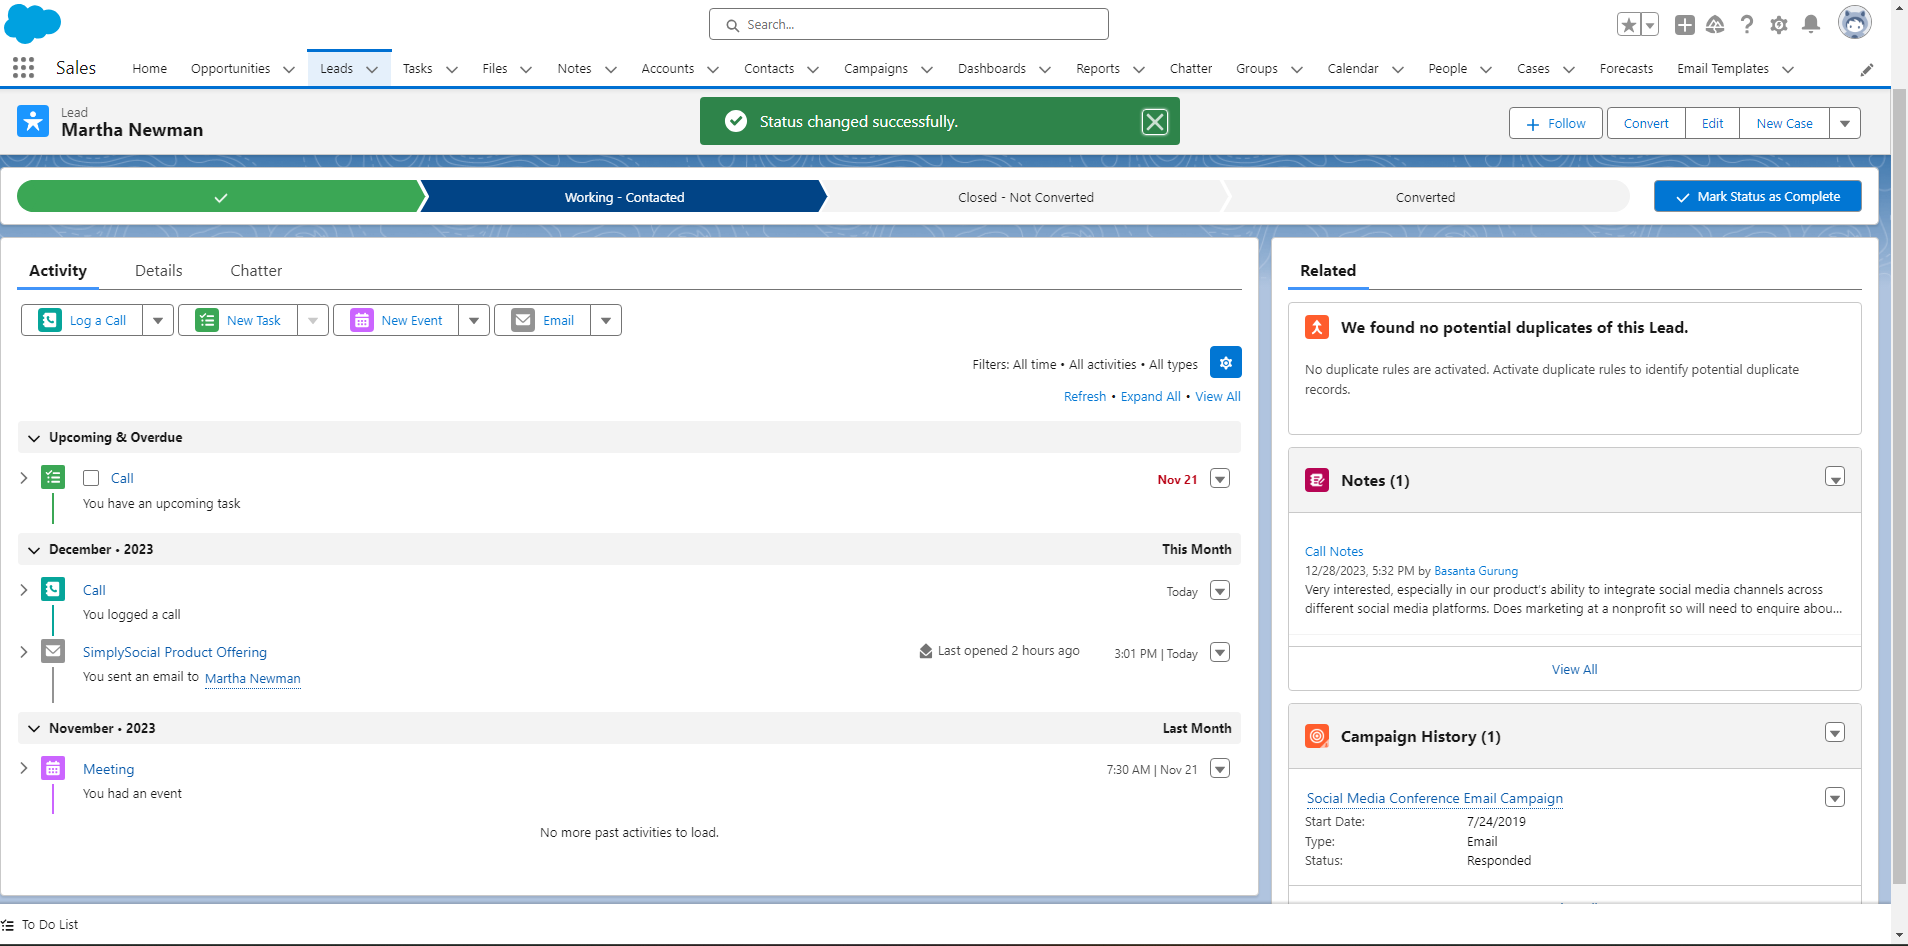 Search...
Sales
Home
Opportunities
Leads
Tasks
Files
Notes
Accounts
Contacts
Campaigns
Dashboards
Reports
Chatter
Groups
Calendar
People
Cases
Forecasts
Email Templates
Lead
Martha Newman
Status changed successfully.
Follow
Convert
Edit
New Case
Working - Contacted
Closed - Not Converted
Converted
Mark Status as Complete
Activity
Details
Chatter
Log a Call
New Task
New Event
Email
Filters: All time • All activities • All types
Refresh • Expand All • View All
Upcoming & Overdue
Call
Nov 21
You have an upcoming task
December • 2023
This Month
Call
Today
You logged a call
SimplySocial Product Offering
Last opened 2 hours ago
3:01 PM | Today
You sent an email to Martha Newman
November • 2023
Last Month
Meeting
7:30 AM | Nov 21
You had an event
No more past activities to load.
Related
We found no potential duplicates of this Lead.
No duplicate rules are activated. Activate duplicate rules to identify potential duplicate
records.
Notes (1)
Call Notes
12/28/2023, 5:32 PM by Basanta Gurung
Very interested, especially in our product's ability to integrate social media channels across
different social media platforms. Does marketing at a nonprofit so will need to enquire abou...
View All
Campaign History (1)
Social Media Conference Email Campaign
Start Date: 7/24/2019
Type: Email
Status: Responded
To Do List